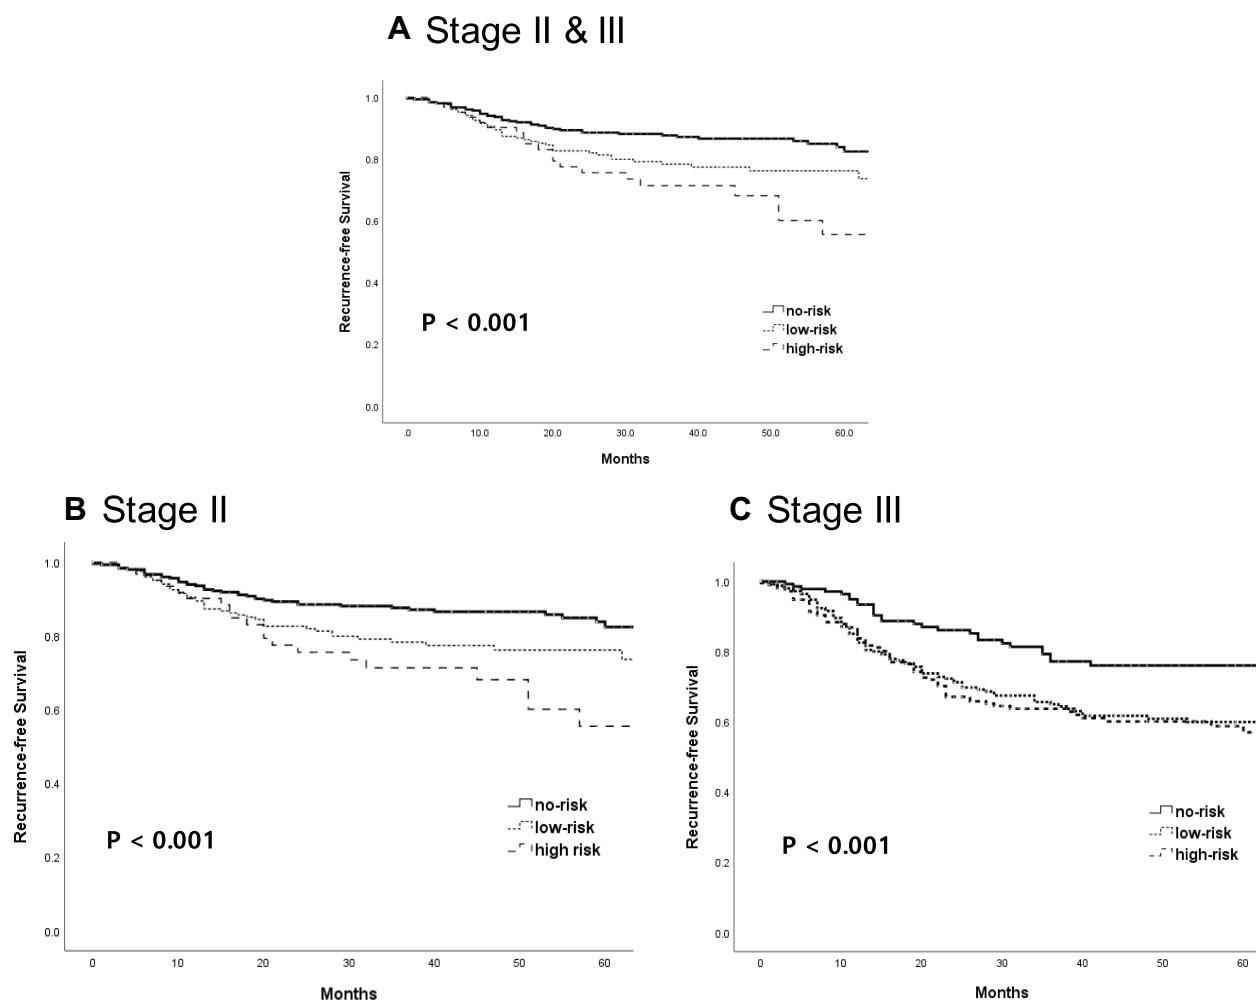 A Stage II & III
1.0
0.8
0.6
0.4
0.2
0.0
Recurrence-free Survival
P < 0.001
no-risk
low-risk
high-risk
.0 10.0 20.0 30.0 40.0 50.0 60.0
Months
B Stage II
1.0
0.8
0.6
0.4
0.2
0.0
Recurrence-free Survival
P < 0.001
no-risk
low-risk
high risk
0 10 20 30 40 50 60
Months
C Stage III
1.0
0.8
0.6
0.4
0.2
0.0
Recurrence-free Survival
P < 0.001
no-risk
low-risk
high-risk
0 10 20 30 40 50 60
Months